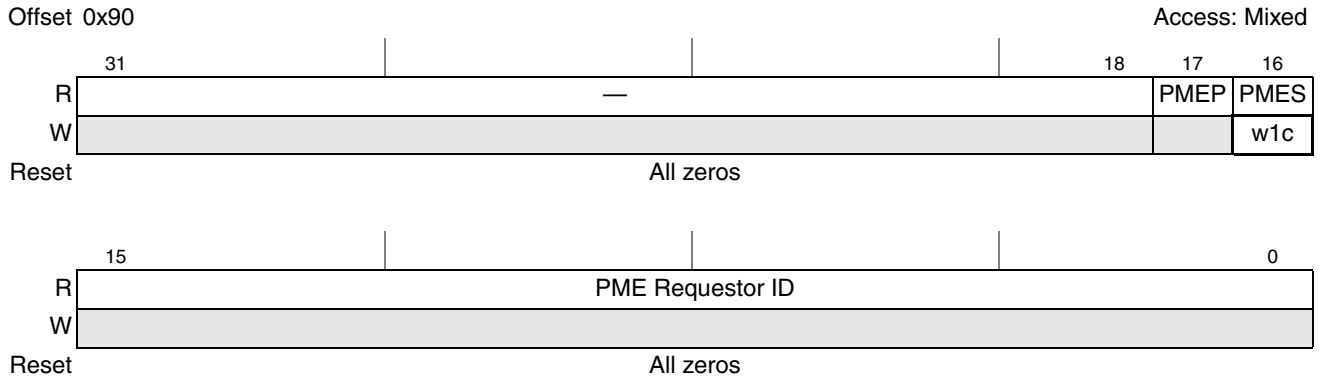 Offset 0x90 Access: Mixed
31 18 17 16
R — PMEP PMES
W w1c
Reset All zeros
15 0
R PME Requestor ID
W
Reset All zeros